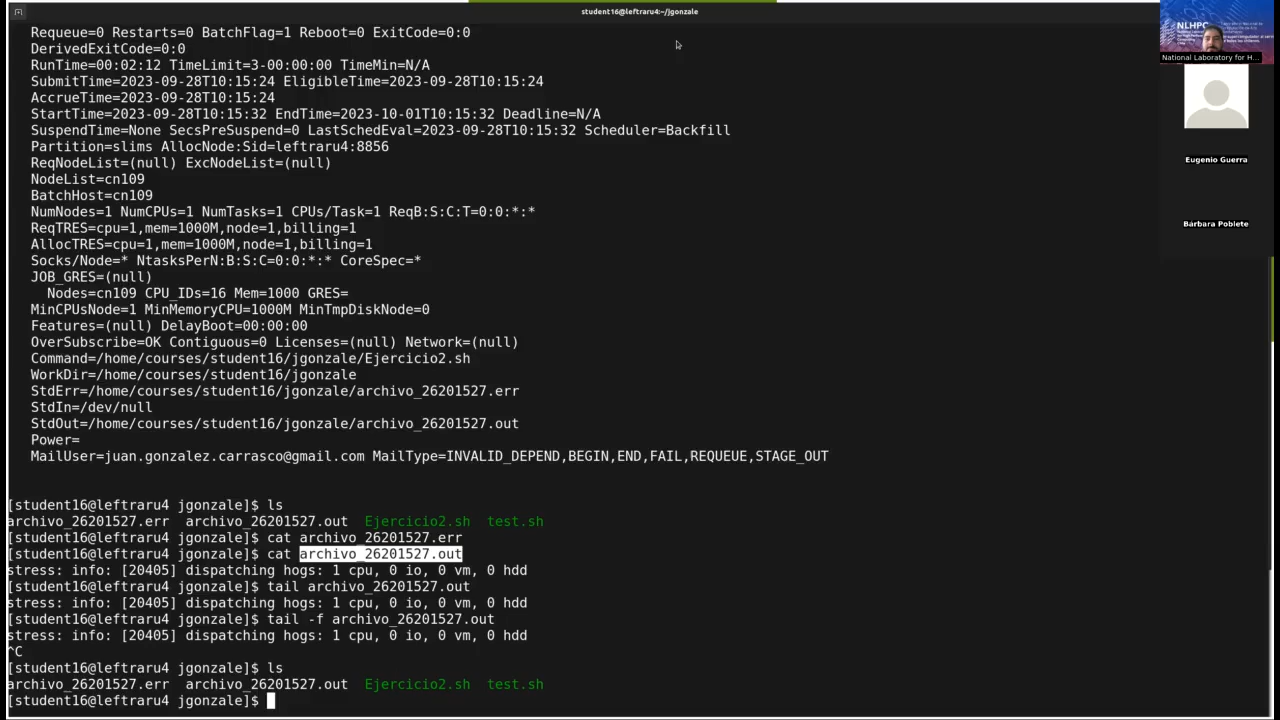 student16@leftraru4:~/jgonzale
Requeue=0 Restarts=0 BatchFlag=1 Reboot=0 ExitCode=0:0
DerivedExitCode=0:0
RunTime=00:02:12 TimeLimit=3-00:00:00 TimeMin=N/A
SubmitTime=2023-09-28T10:15:24 EligibleTime=2023-09-28T10:15:24
AccrueTime=2023-09-28T10:15:24
StartTime=2023-09-28T10:15:32 EndTime=2023-10-01T10:15:32 Deadline=N/A
SuspendTime=None SecsPreSuspend=0 LastSchedEval=2023-09-28T10:15:32 Scheduler=Backfill
Partition=slims AllocNode:Sid=leftraru4:8856
ReqNodeList=(null) ExcNodeList=(null)
NodeList=cn109
BatchHost=cn109
NumNodes=1 NumCPUs=1 NumTasks=1 CPUs/Task=1 ReqB:S:C:T=0:0:*:*
ReqTRES=cpu=1,mem=1000M,node=1,billing=1
AllocTRES=cpu=1,mem=1000M,node=1,billing=1
Socks/Node=* NtasksPerN:B:S:C=0:0:*:* CoreSpec=*
JOB_GRES=(null)
Nodes=cn109 CPU_IDs=16 Mem=1000 GRES=
MinCPUsNode=1 MinMemoryCPU=1000M MinTmpDiskNode=0
Features=(null) DelayBoot=00:00:00
OverSubscribe=OK Contiguous=0 Licenses=(null) Network=(null)
Command=/home/courses/student16/jgonzale/Ejercicio2.sh
WorkDir=/home/courses/student16/jgonzale
StdErr=/home/courses/student16/jgonzale/archivo_26201527.err
StdIn=/dev/null
StdOut=/home/courses/student16/jgonzale/archivo_26201527.out
Power=
MailUser=juan.gonzalez.carrasco@gmail.com MailType=INVALID_DEPEND,BEGIN,END,FAIL,REQUEUE,STAGE_OUT
[student16@leftraru4 jgonzale]$ ls
archivo_26201527.err archivo_26201527.out Ejercicio2.sh test.sh
[student16@leftraru4 jgonzale]$ cat archivo_26201527.err
[student16@leftraru4 jgonzale]$ cat archivo_26201527.out
stress: info: [20405] dispatching hogs: 1 cpu, 0 io, 0 vm, 0 hdd
[student16@leftraru4 jgonzale]$ tail archivo_26201527.out
stress: info: [20405] dispatching hogs: 1 cpu, 0 io, 0 vm, 0 hdd
[student16@leftraru4 jgonzale]$ tail -f archivo_26201527.out
stress: info: [20405] dispatching hogs: 1 cpu, 0 io, 0 vm, 0 hdd
^C
[student16@leftraru4 jgonzale]$ ls
archivo_26201527.err archivo_26201527.out Ejercicio2.sh test.sh
[student16@leftraru4 jgonzale]$
NLHPC
National Laboratory for H...
Eugenio Guerra
Bárbara Poblete